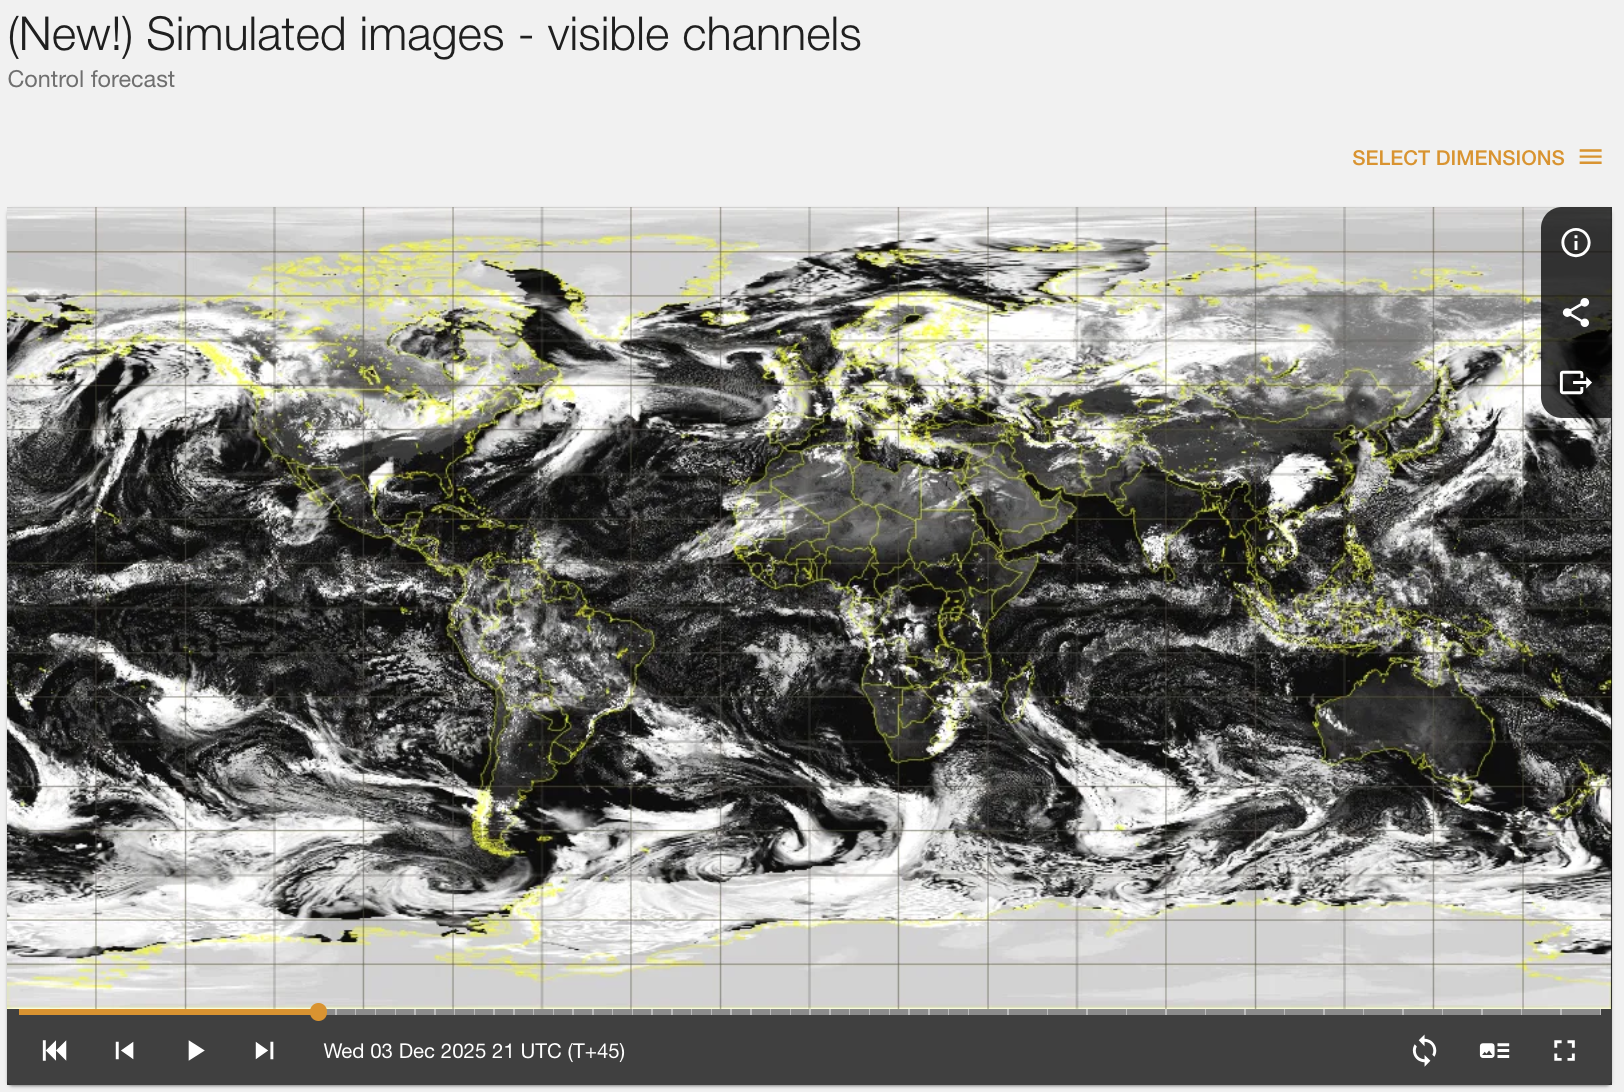 (New!) Simulated images - visible channels
Control forecast
SELECT DIMENSIONS
Wed 03 Dec 2025 21 UTC (T+45)